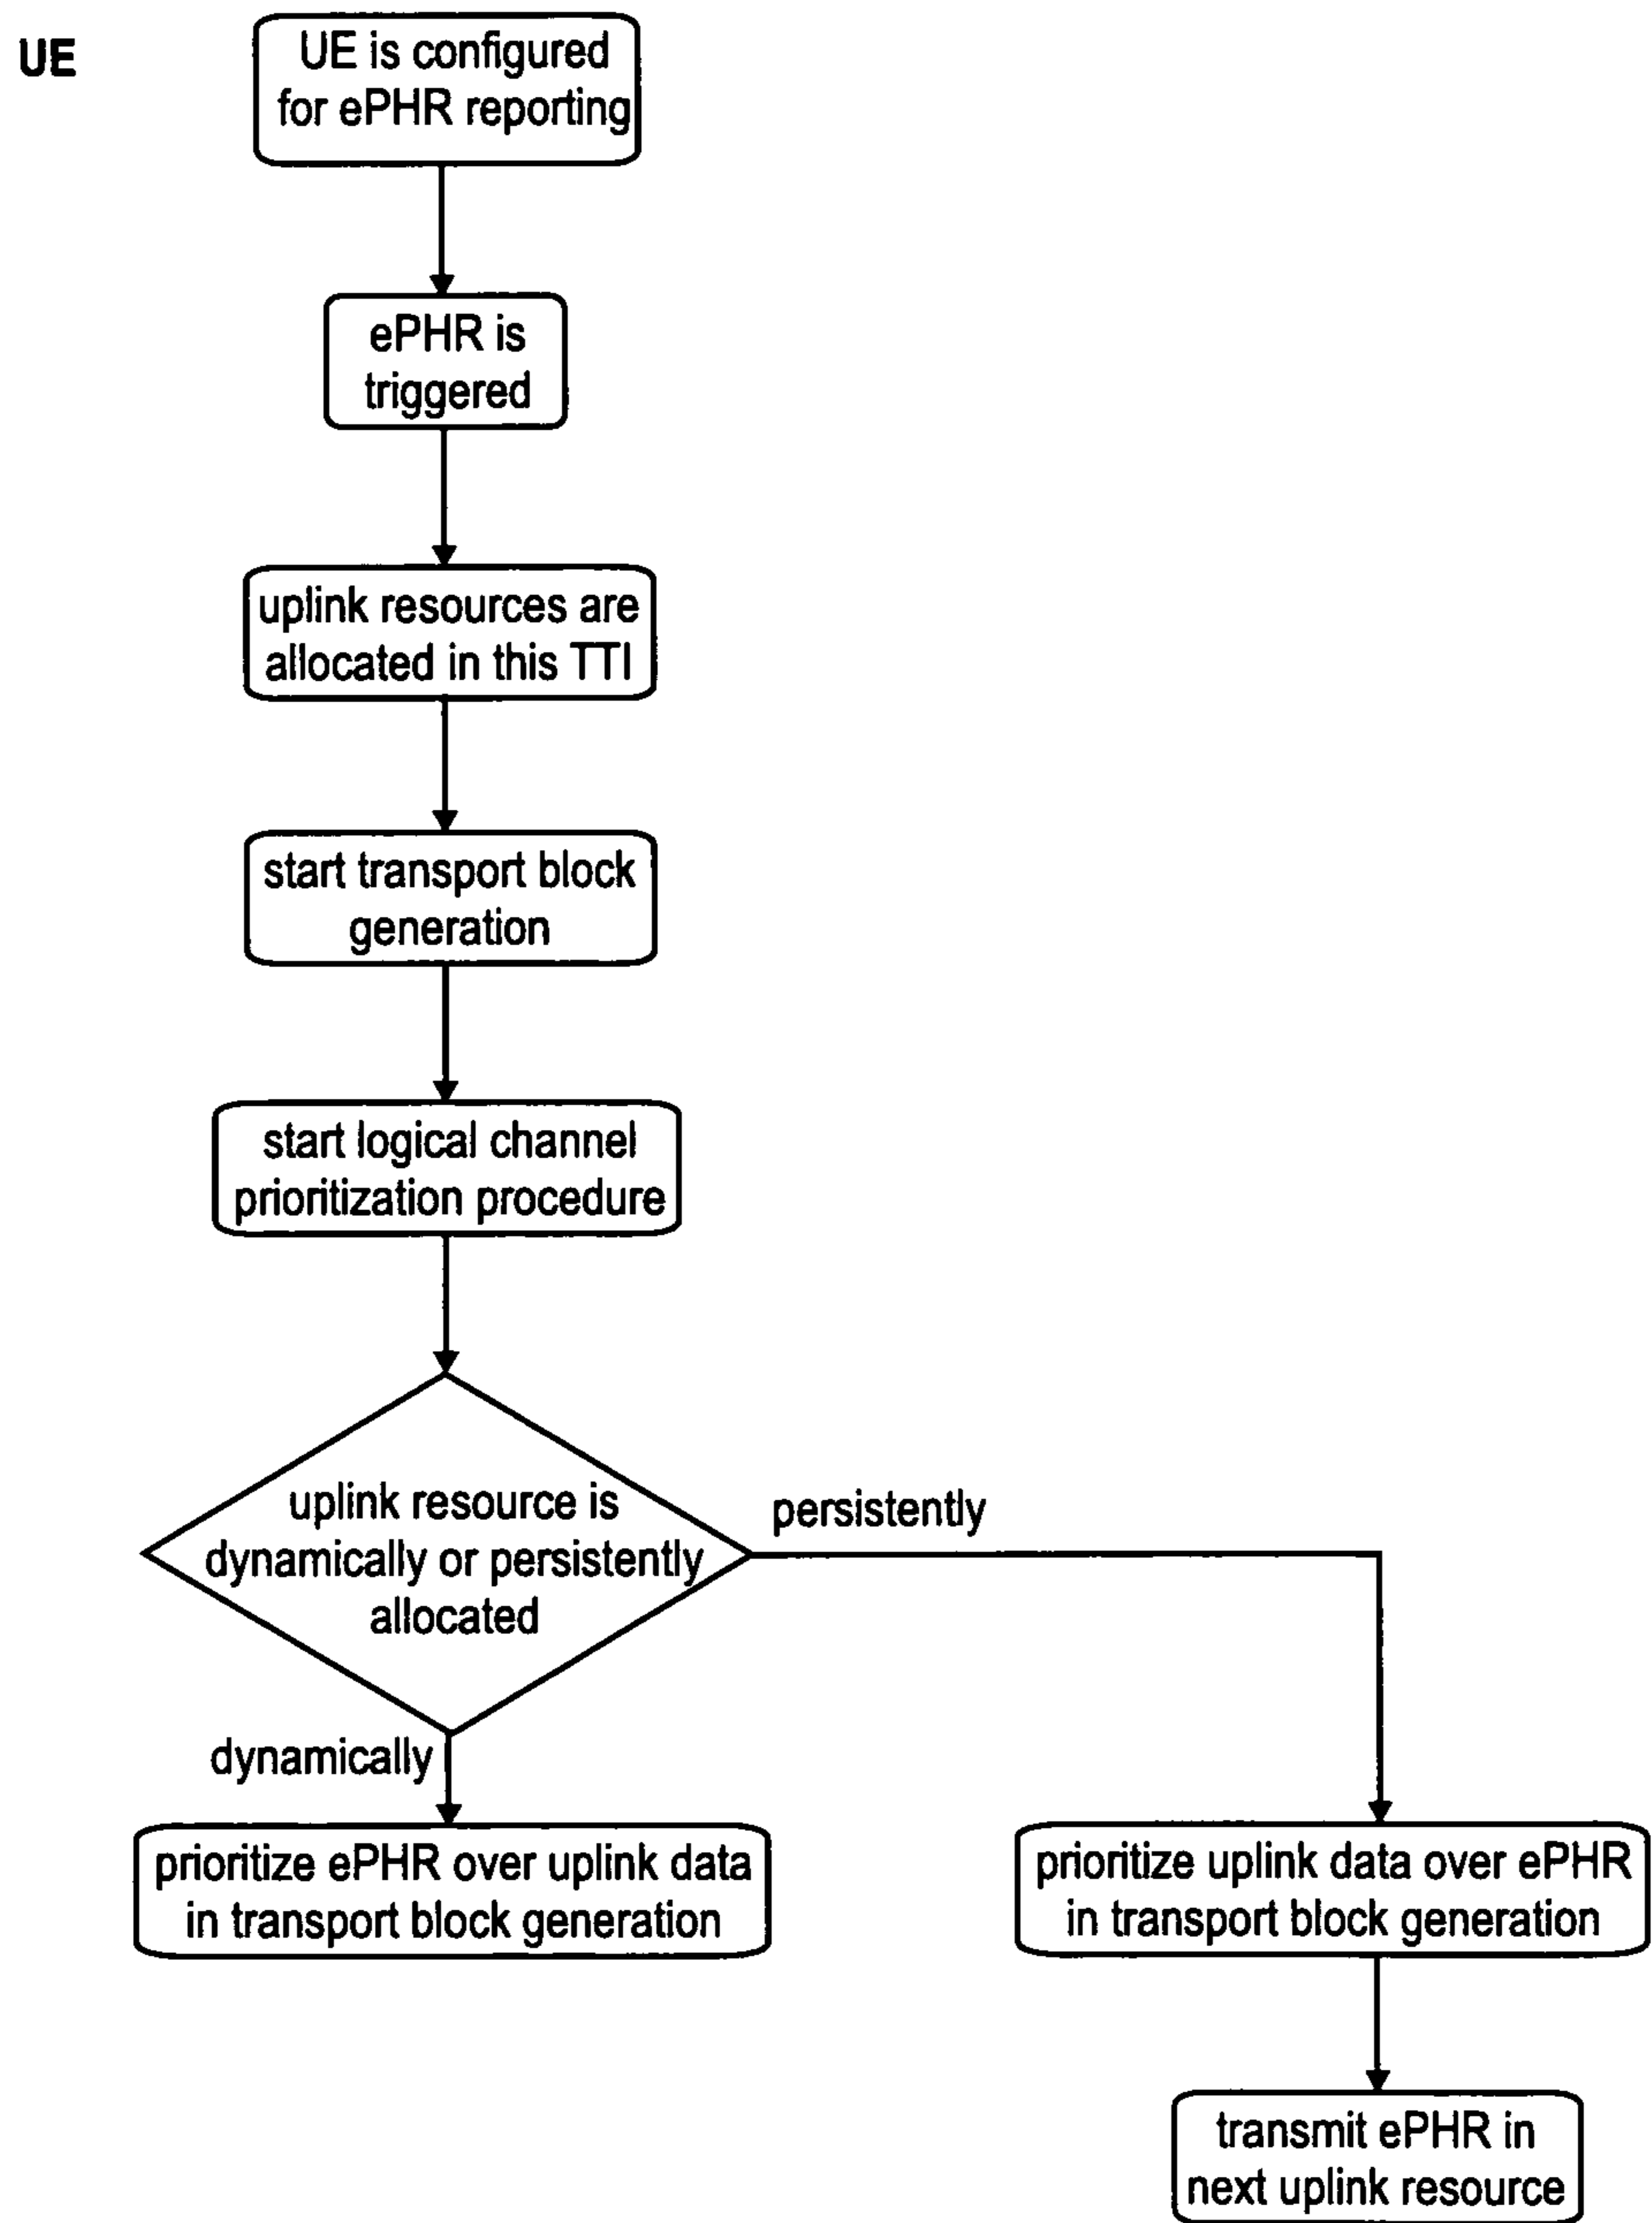 UE
UE is configured
for ePHR reporting
ePHR is
triggered
uplink resources are
allocated in this TTI
start transport block
generation
start logical channel
prioritization procedure
uplink resource is
dynamically or persistently
allocated
persistently
dynamically
prioritize ePHR over uplink data
in transport block generation
prioritize uplink data over ePHR
in transport block generation
transmit ePHR in
next uplink resource